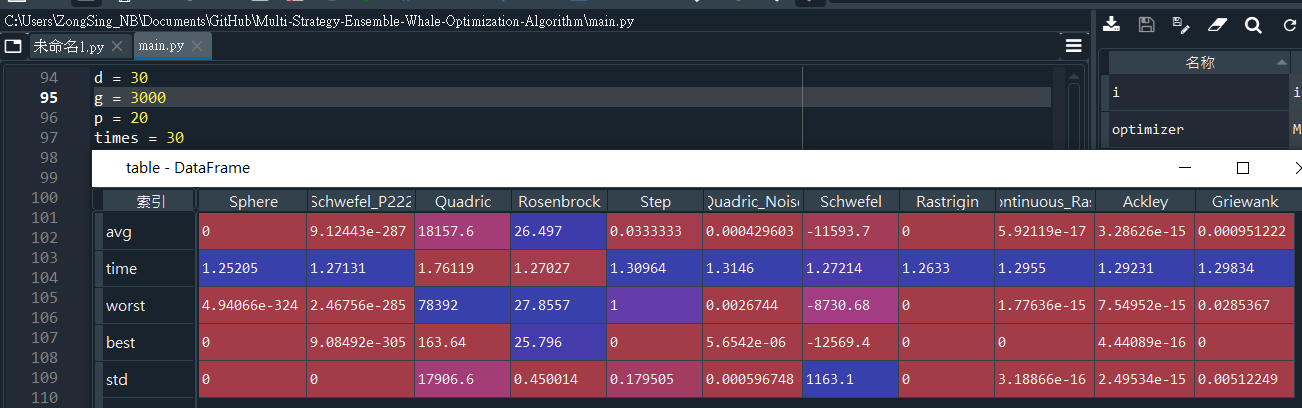 C:\Users\ZongSing_NB\Documents\GitHub\Multi-Strategy-Ensemble-Whale-Optimization-Algorithm\main.py
未命名1.py main.py
名称
94 d = 30
95 g = 3000
96 p = 20
97 times = 30
i i
optimizer M
98
99
100
101
102
103
104
105
106
107
108
109
110
table - DataFrame
索引 Sphere Schwefel_P222 Quadric Rosenbrock Step Quadric_Noise Schwefel Rastrigin ontinuous_Ras Ackley Griewank
avg 0 9.12443e-287 18157.6 26.497 0.0333333 0.000429603 -11593.7 0 5.92119e-17 3.28626e-15 0.000951222
time 1.25205 1.27131 1.76119 1.27027 1.30964 1.3146 1.27214 1.2633 1.2955 1.29231 1.29834
worst 4.94066e-324 2.46756e-285 78392 27.8557 1 0.0026744 -8730.68 0 1.77636e-15 7.54952e-15 0.0285367
best 0 9.08492e-305 163.64 25.796 0 5.6542e-06 -12569.4 0 0 4.44089e-16 0
std 0 0 17906.6 0.450014 0.179505 0.000596748 1163.1 0 3.18866e-16 2.49534e-15 0.00512249